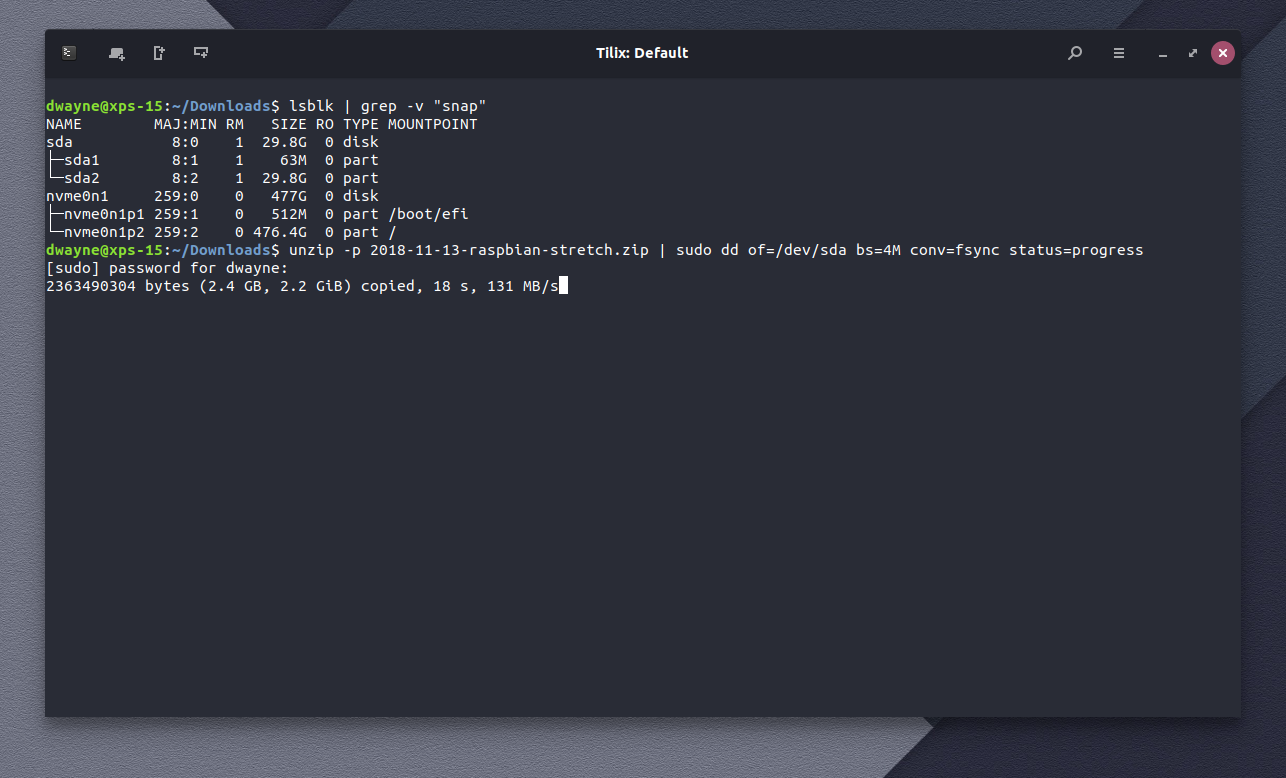 Tilix: Default
dwayne@xps-15:~/Downloads$ lsblk | grep -v "snap"
NAME        MAJ:MIN RM   SIZE RO TYPE MOUNTPOINT
sda           8:0    1  29.8G  0 disk
├─sda1        8:1    1    63M  0 part
└─sda2        8:2    1  29.8G  0 part
nvme0n1     259:0    0   477G  0 disk
├─nvme0n1p1 259:1    0   512M  0 part /boot/efi
└─nvme0n1p2 259:2    0 476.4G  0 part /
dwayne@xps-15:~/Downloads$ unzip -p 2018-11-13-raspbian-stretch.zip | sudo dd of=/dev/sda bs=4M conv=fsync status=progress
[sudo] password for dwayne:
2363490304 bytes (2.4 GB, 2.2 GiB) copied, 18 s, 131 MB/s